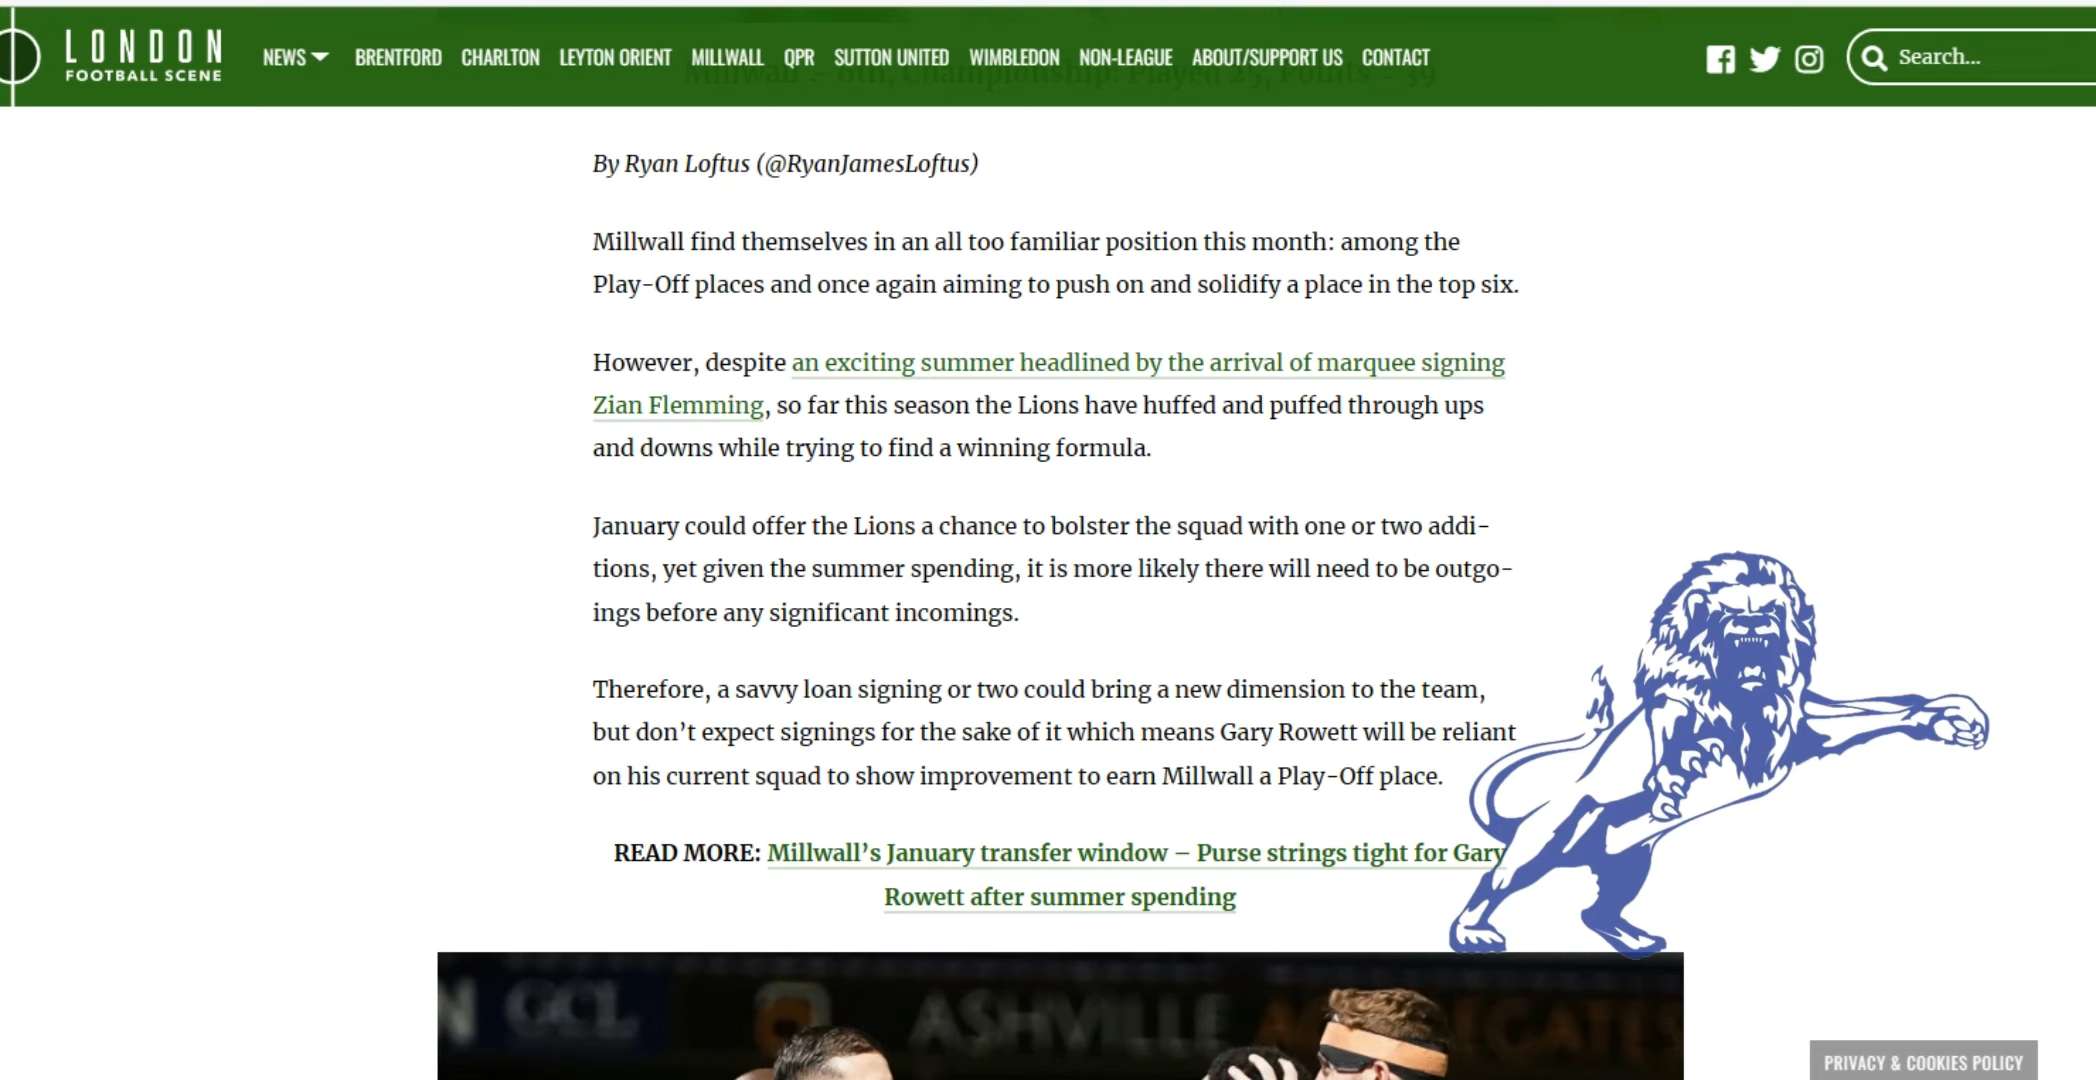 LONDON
FOOTBALL SCENE
NEWS BRENTFORD CHARLTON LEYTON ORIENT MILLWALL QPR SUTTON UNITED WIMBLEDON NON-LEAGUE ABOUT/SUPPORT US CONTACT
Search...
Millwall – 6th, Championship: Played 25, Points – 39
By Ryan Loftus (@RyanJamesLoftus)
Millwall find themselves in an all too familiar position this month: among the
Play-Off places and once again aiming to push on and solidify a place in the top six.
However, despite an exciting summer headlined by the arrival of marquee signing
Zian Flemming, so far this season the Lions have huffed and puffed through ups
and downs while trying to find a winning formula.
January could offer the Lions a chance to bolster the squad with one or two addi-
tions, yet given the summer spending, it is more likely there will need to be outgo-
ings before any significant incomings.
Therefore, a savvy loan signing or two could bring a new dimension to the team,
but don’t expect signings for the sake of it which means Gary Rowett will be reliant
on his current squad to show improvement to earn Millwall a Play-Off place.
READ MORE: Millwall’s January transfer window – Purse strings tight for Gary
Rowett after summer spending
GCL
ASHVILLE
PRIVACY & COOKIES POLICY